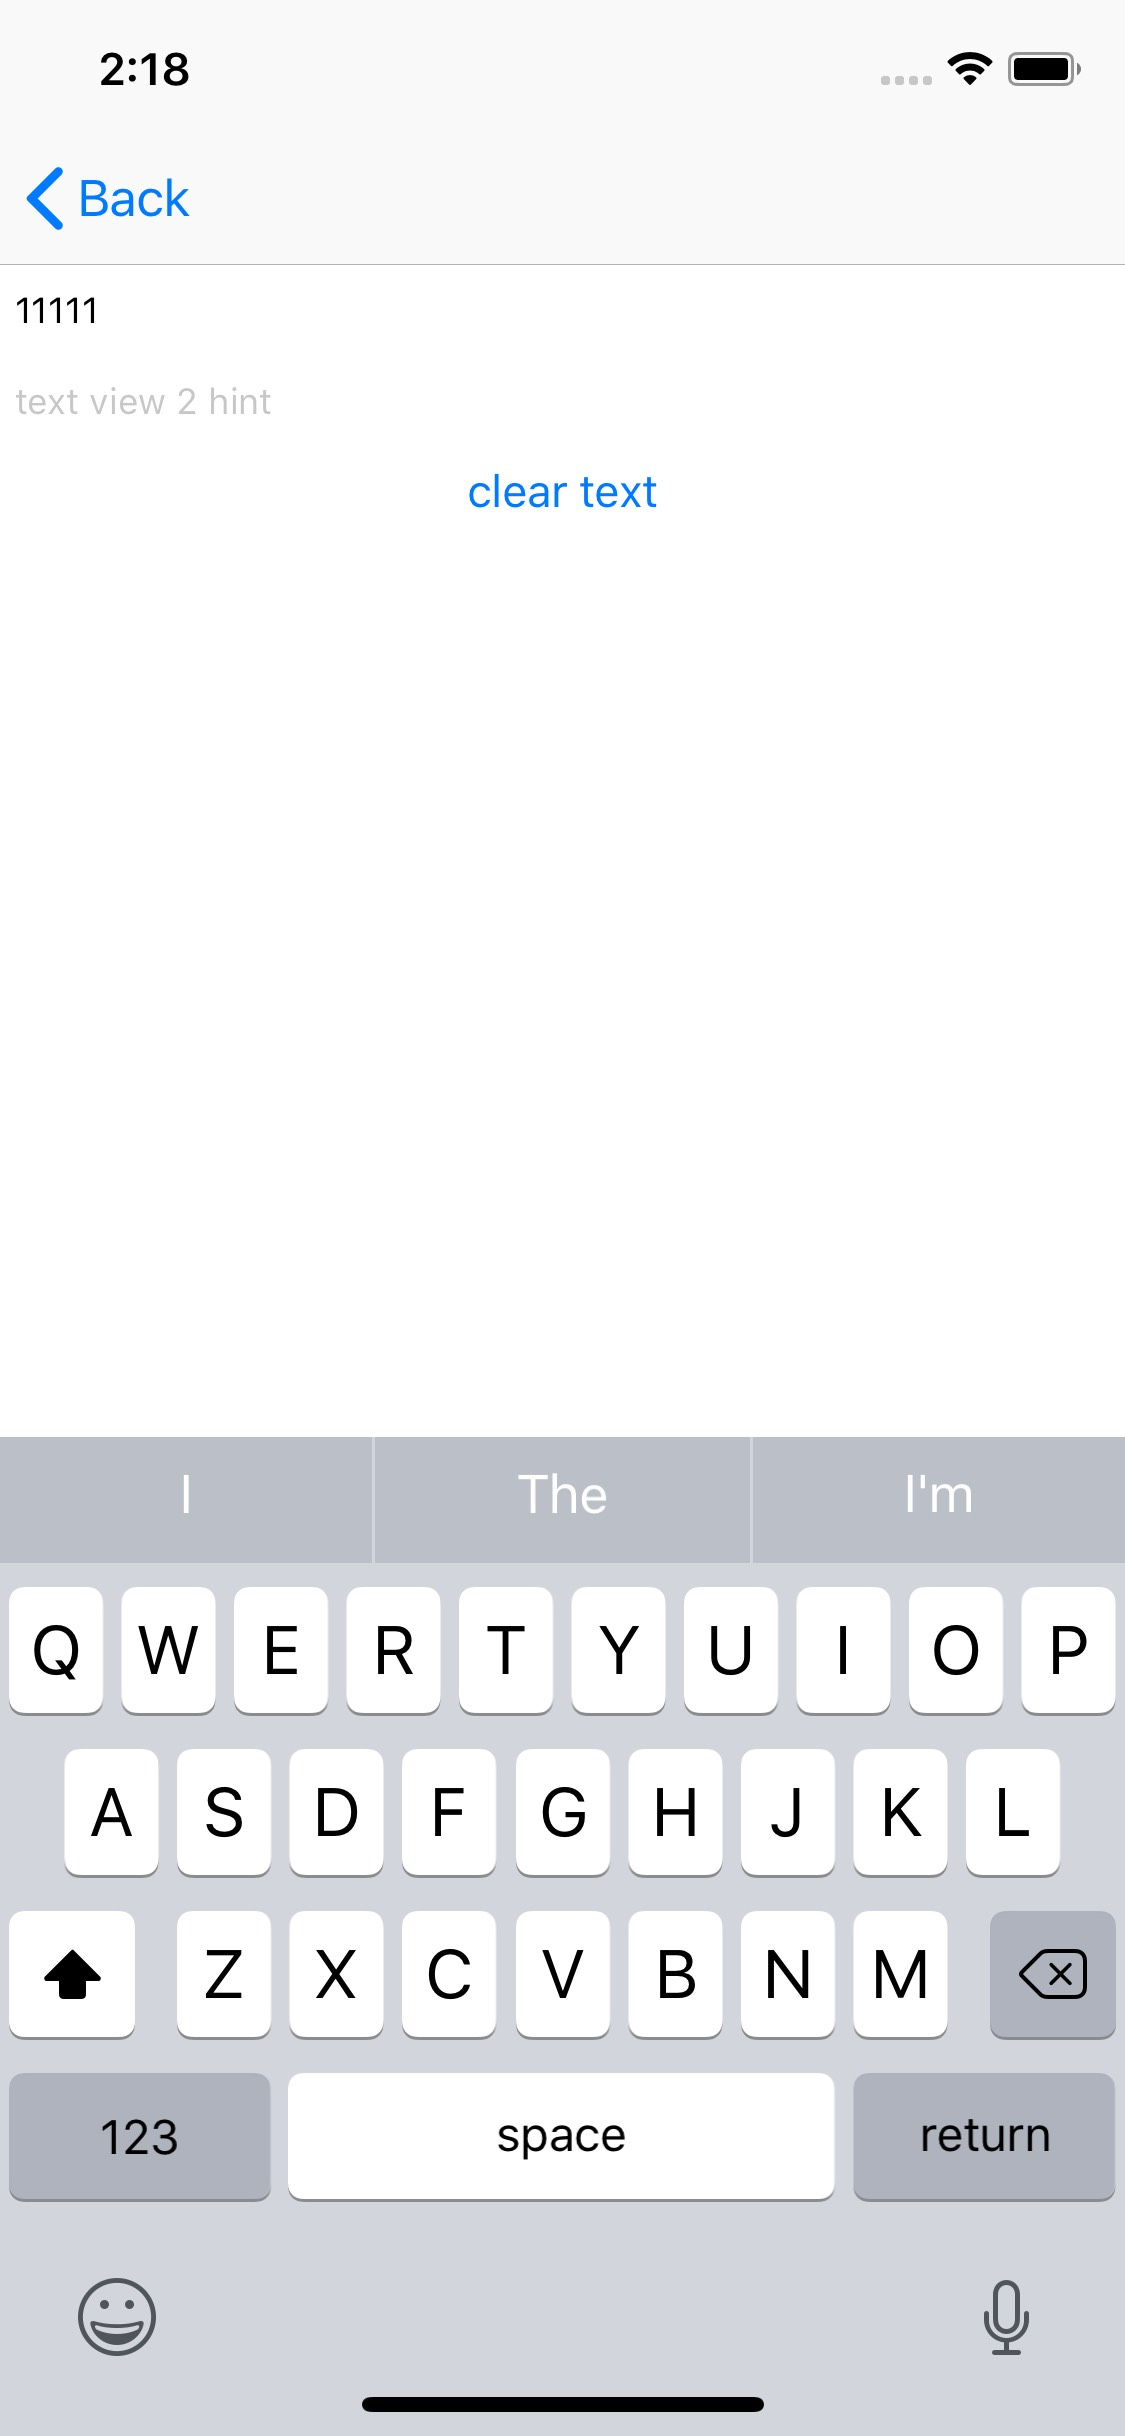 2:18
Back
11111
text view 2 hint
clear text
I The I'm
Q W E R T Y U I O P
A S D F G H J K L
Z X C V B N M
123 space return